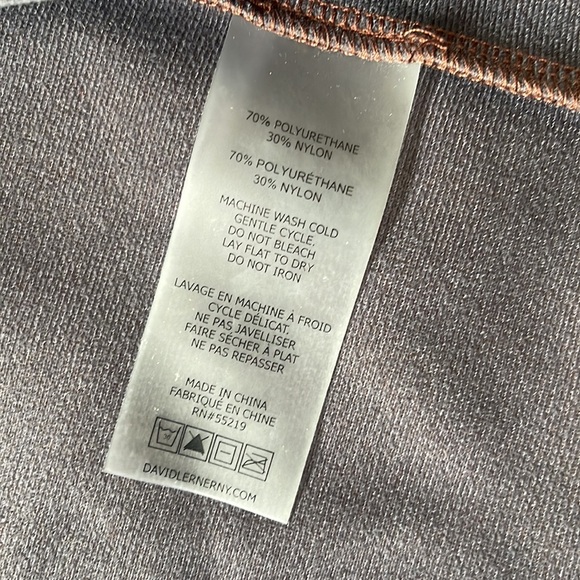 70% POLYURETHANE
30% NYLON
70% POLYURÉTHANE
30% NYLON
MACHINE WASH COLD
GENTLE CYCLE.
DO NOT BLEACH
LAY FLAT TO DRY
DO NOT IRON
LAVAGE EN MACHINE À FROID
CYCLE DÉLICAT.
NE PAS JAVELLISER
FAIRE SÉCHER À PLAT
NE PAS REPASSER
MADE IN CHINA
FABRIQUÉ EN CHINE
RN#55219
DAVIDLERNERNY.COM